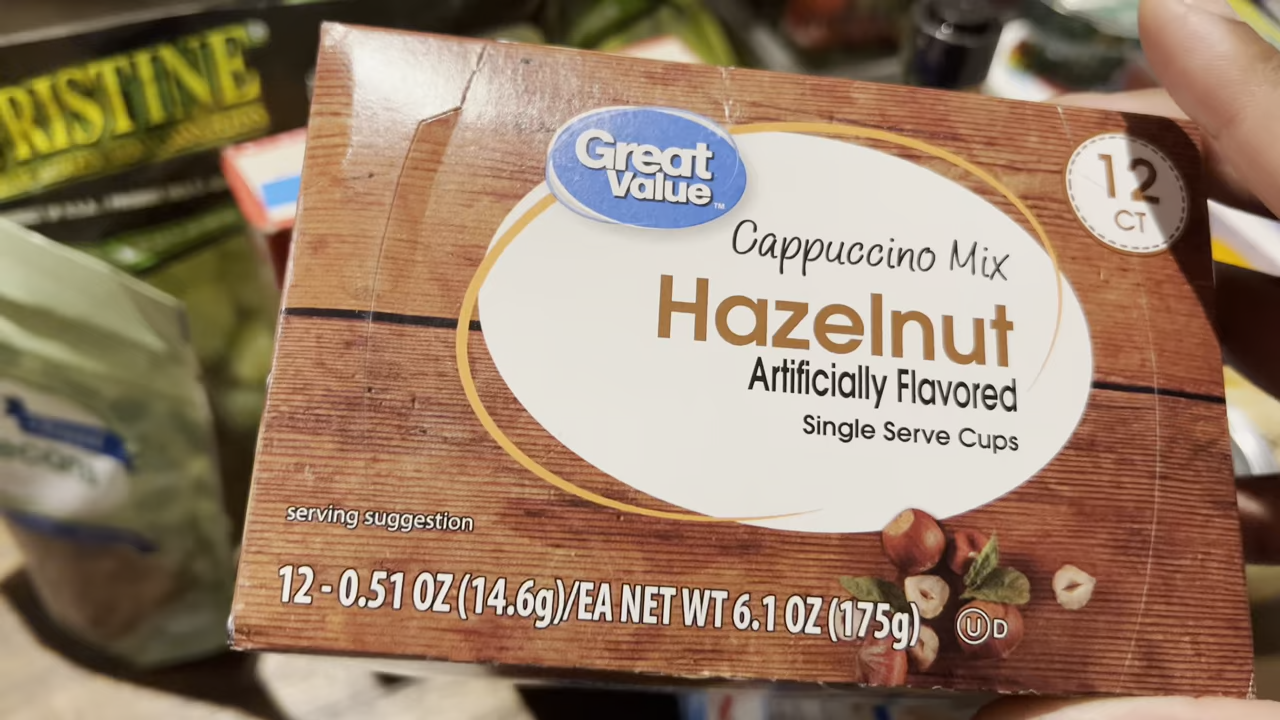 RISTINE
Great
Value™
12
CT
Cappuccino Mix
Hazelnut
Artificially Flavored
Single Serve Cups
serving suggestion
12 - 0.51 OZ (14.6g)/EA NET WT 6.1 OZ (175g)
U D